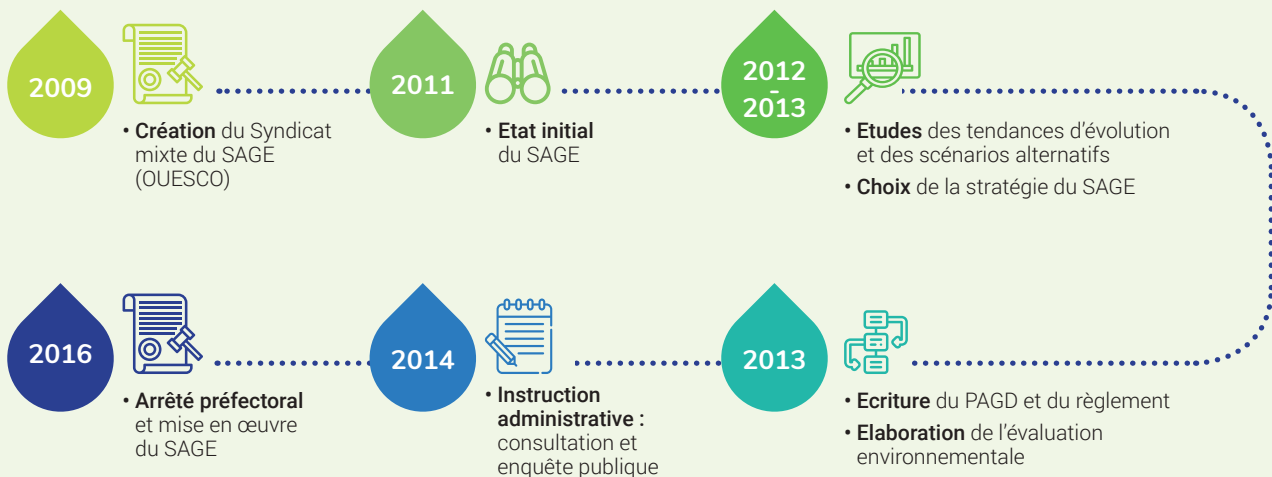 2009
• Création du Syndicat
mixte du SAGE
(OUESCO)
2011
• Etat initial
du SAGE
2012
-
2013
• Etudes des tendances d'évolution
et des scénarios alternatifs
• Choix de la stratégie du SAGE
2013
• Ecriture du PAGD et du règlement
• Elaboration de l'évaluation
environnementale
2014
• Instruction
administrative :
consultation et
enquête publique
2016
• Arrêté préfectoral
et mise en œuvre
du SAGE